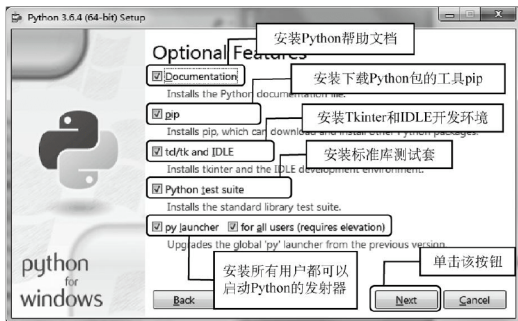 Python 3.6.4 (64-bit) Setup
安装Python帮助文档
Optional Features
Documentation
安装下载Python包的工具pip
Installs the Python documentation file.
pip
安装Tkinter和IDLE开发环境
Installs pip, which can download and install other Python packages.
tcl/tk and IDLE
安装标准库测试套
Installs tkinter and the IDLE development environment.
Python test suite
Installs the standard library test suite.
py launcher for all users (requires elevation)
Upgrades the global 'py' launcher from the previous version.
单击该按钮
安装所有用户都可以
启动Python的发射器
python
for
windows
Back
Next
Cancel